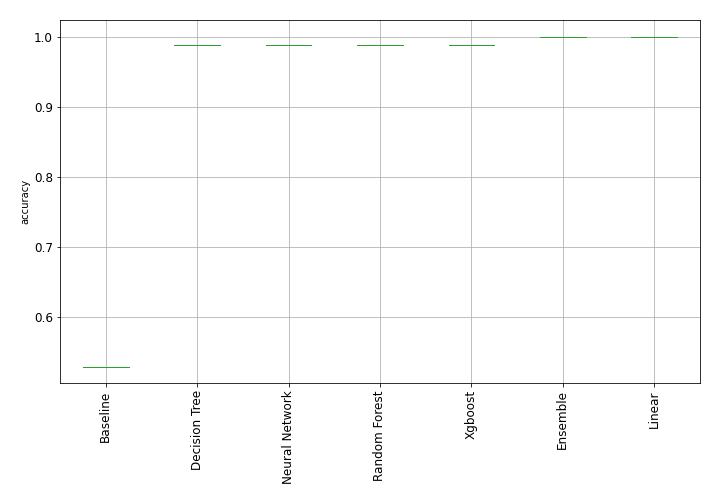 1.0
0.9
0.8
0.7
0.6
accuracy
Baseline
Decision Tree
Neural Network
Random Forest
Xgboost
Ensemble
Linear